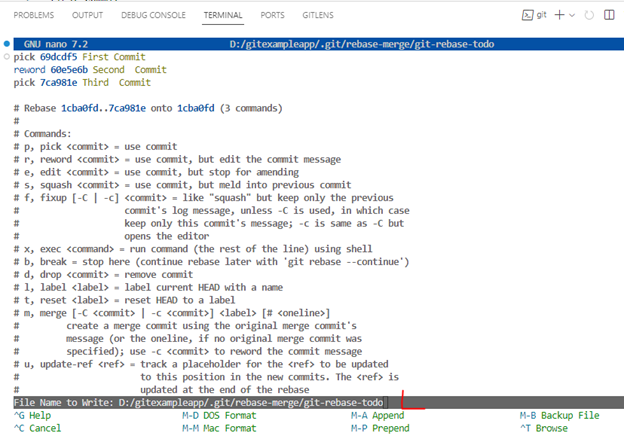 PROBLEMS OUTPUT DEBUG CONSOLE TERMINAL PORTS GITLENS git
GNU nano 7.2 D:/gitexampleapp/.git/rebase-merge/git-rebase-todo
pick 69dcdf5 First Commit
reword 60e5e6b Second  Commit
pick 7ca981e Third  Commit

# Rebase 1cba0fd..7ca981e onto 1cba0fd (3 commands)
#
# Commands:
# p, pick <commit> = use commit
# r, reword <commit> = use commit, but edit the commit message
# e, edit <commit> = use commit, but stop for amending
# s, squash <commit> = use commit, but meld into previous commit
# f, fixup [-C | -c] <commit> = like "squash" but keep only the previous
#                    commit's log message, unless -C is used, in which case
#                    keep only this commit's message; -c is same as -C but
#                    opens the editor
# x, exec <command> = run command (the rest of the line) using shell
# b, break = stop here (continue rebase later with 'git rebase --continue')
# d, drop <commit> = remove commit
# l, label <label> = label current HEAD with a name
# t, reset <label> = reset HEAD to a label
# m, merge [-C <commit> | -c <commit>] <label> [# <oneline>]
#         create a merge commit using the original merge commit's
#         message (or the oneline, if no original merge commit was
#         specified); use -c <commit> to reword the commit message
# u, update-ref <ref> = track a placeholder for the <ref> to be updated
#                       to this position in the new commits. The <ref> is
#                       updated at the end of the rebase
File Name to Write: D:/gitexampleapp/.git/rebase-merge/git-rebase-todo
^G Help M-D DOS Format M-A Append M-B Backup File
^C Cancel M-M Mac Format M-P Prepend ^T Browse